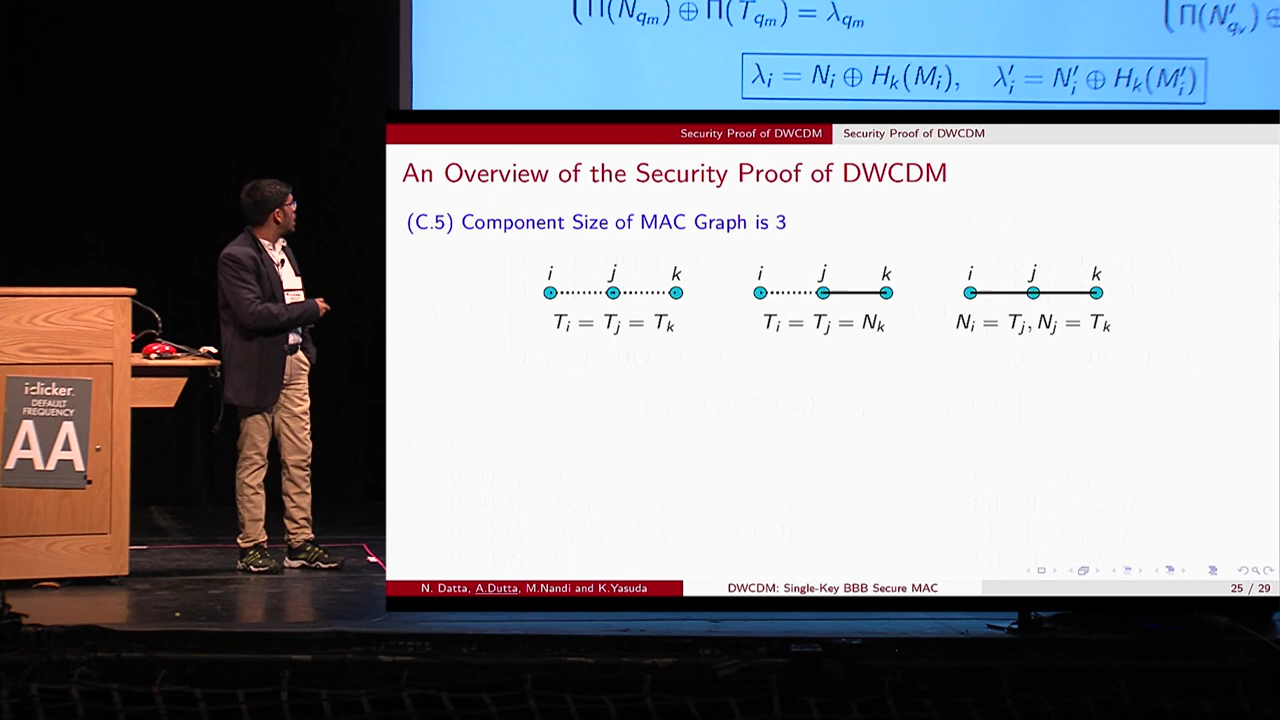 Π(N_{q_m}) ⊕ Π(T_{q_m}) = λ_{q_m}
Π(N'_{q_v}) ⊕
λ_i = N_i ⊕ H_k(M_i), λ'_i = N'_i ⊕ H_k(M'_i)
Security Proof of DWCDM Security Proof of DWCDM
An Overview of the Security Proof of DWCDM
(C.5) Component Size of MAC Graph is 3
i j k i j k i j k
T_i = T_j = T_k T_i = T_j = N_k N_i = T_j, N_j = T_k
N. Datta, A.Dutta, M.Nandi and K.Yasuda DWCDM: Single-Key BBB Secure MAC 25 / 29
iclicker.
DEFAULT
FREQUENCY
AA